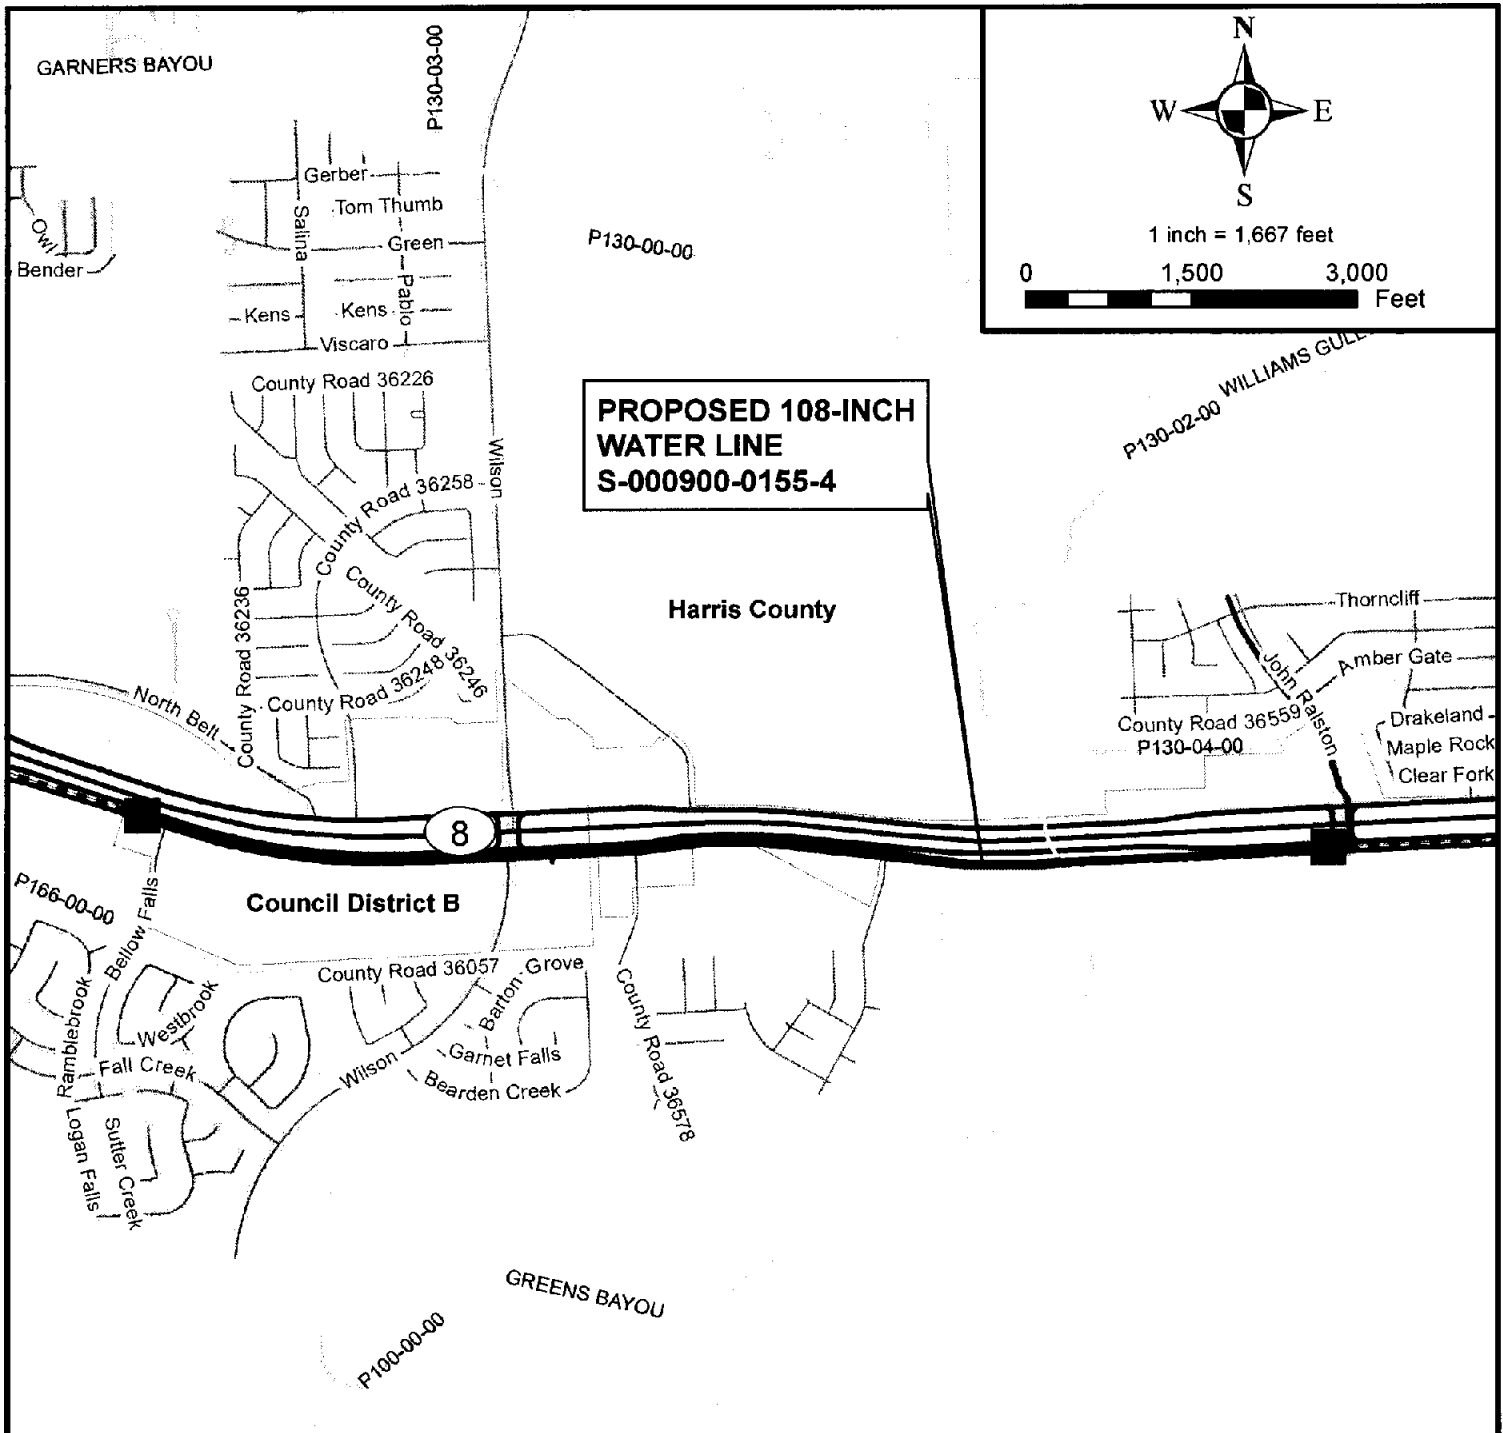 GARNERS BAYOU
P130-03-00
N
W
E
S
1 inch = 1,667 feet
0
1,500
3,000
Feet
Gerber
Tom Thumb
Salina
Green
Owl
Bender
Pablo
Kens
Kens
Viscaro
P130-00-00
WILLIAMS
P130-02-00
County Road 36226
PROPOSED 108-INCH
WATER LINE
S-000900-0155-4
Wilson
County Road 36258
County Road 36236
County Road 36246
County Road 36248
Harris County
Thorncliff
Amber Gate
John Ralston
North Belt
County Road 36559
P130-04-00
Drakeland
Maple Rock
Clear Fork
8
P166-00-00
Bellow Falls
Council District B
County Road 36057
Barton Grove
County Road 36578
Ramblebrook
Westbrook
Fall Creek
Wilson
Garnet Falls
Bearden Creek
Logan Falls
Sutter Creek
GREENS BAYOU
P100-00-00